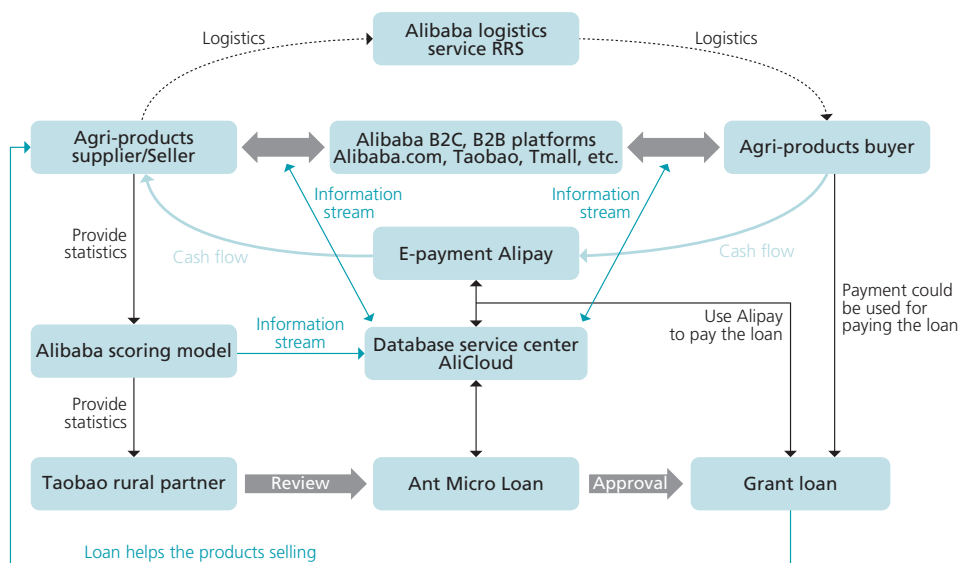 Logistics
Alibaba logistics
service RRS
Logistics
Agri-products
supplier/Seller
Alibaba B2C, B2B platforms
Alibaba.com, Taobao, Tmall, etc.
Agri-products buyer
Information
stream
Information
stream
Provide
statistics
Cash flow
E-payment Alipay
Cash flow
Use Alipay
to pay the loan
Payment could
be used for
paying the loan
Alibaba scoring model
Information
stream
Database service center
AliCloud
Provide
statistics
Taobao rural partner
Review
Ant Micro Loan
Approval
Grant loan
Loan helps the products selling